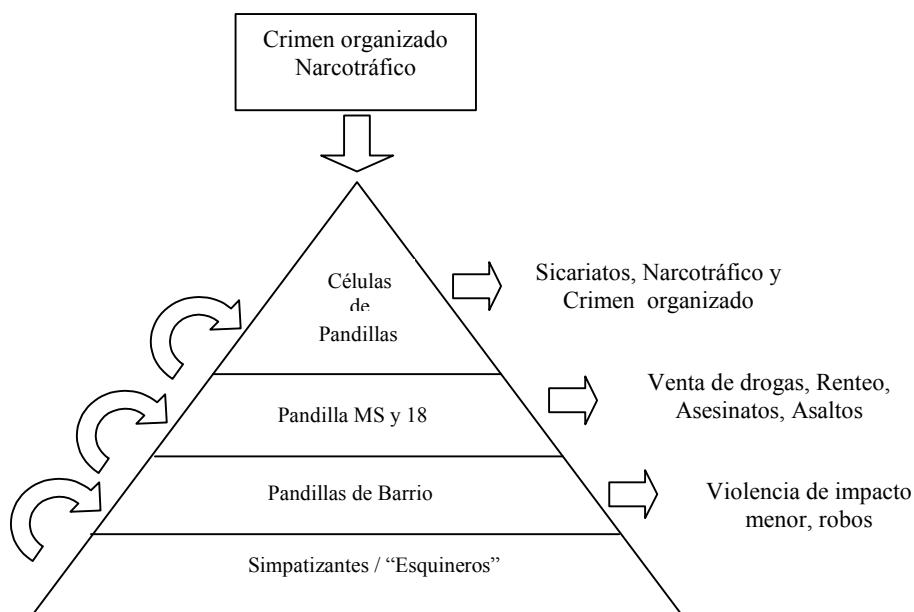 Crimen organizado
Narcotráfico
Células
de
Pandillas
Sicariatos, Narcotráfico y
Crimen organizado
Pandilla MS y 18
Venta de drogas, Renteo,
Asesinatos, Asaltos
Pandillas de Barrio
Violencia de impacto
menor, robos
Simpatizantes / “Esquineros”